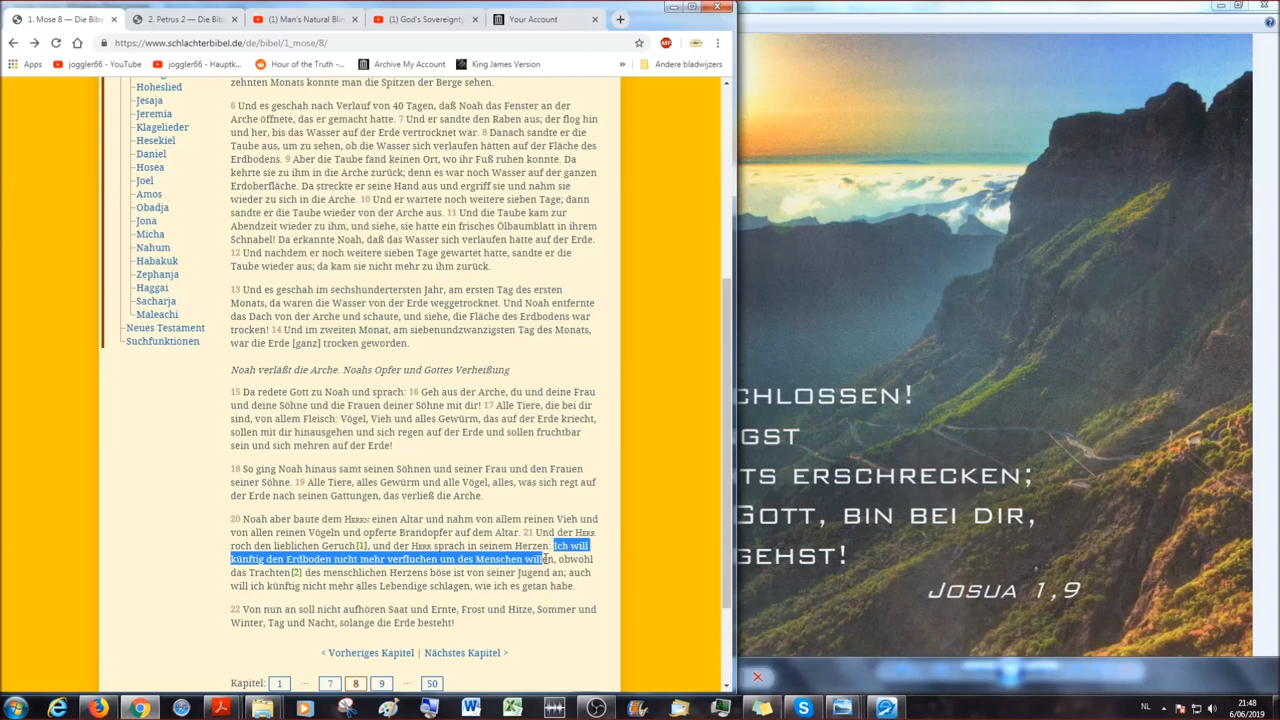 1. Mose 8 — Die Bibe
2. Petrus 2 — Die Bib
(1) Man's Natural Blin
(1) God's Sovereignty
Your Account
https://www.schlachterbibel.de/de/bibel/1_mose/8/
ABP
Apps
joggler66 - YouTube
joggler66 - Hauptk...
Hour of the Truth - ...
Archive My Account
King James Version
»
Andere bladwijzers
Hoheslied
Jesaja
Jeremia
Klagelieder
Hesekiel
Daniel
Hosea
Joel
Amos
Obadja
Jona
Micha
Nahum
Habakuk
Zephanja
Haggai
Sacharja
Maleachi
Neues Testament
Suchfunktionen
zehnten Monats konnte man die Spitzen der Berge sehen.
6 Und es geschah nach Verlauf von 40 Tagen, daß Noah das Fenster an der
Arche öffnete, das er gemacht hatte. 7 Und er sandte den Raben aus; der flog hin
und her, bis das Wasser auf der Erde vertrocknet war. 8 Danach sandte er die
Taube aus, um zu sehen, ob die Wasser sich verlaufen hätten auf der Fläche des
Erdbodens. 9 Aber die Taube fand keinen Ort, wo ihr Fuß ruhen konnte. Da
kehrte sie zu ihm in die Arche zurück; denn es war noch Wasser auf der ganzen
Erdoberfläche. Da streckte er seine Hand aus und ergriff sie und nahm sie
wieder zu sich in die Arche. 10 Und er wartete noch weitere sieben Tage; dann
sandte er die Taube wieder von der Arche aus. 11 Und die Taube kam zur
Abendzeit wieder zu ihm, und siehe, sie hatte ein frisches Ölbaumblatt in ihrem
Schnabel! Da erkannte Noah, daß das Wasser sich verlaufen hatte auf der Erde.
12 Und nachdem er noch weitere sieben Tage gewartet hatte, sandte er die
Taube wieder aus; da kam sie nicht mehr zu ihm zurück.
13 Und es geschah im sechshundertersten Jahr, am ersten Tag des ersten
Monats, da waren die Wasser von der Erde weggetrocknet. Und Noah entfernte
das Dach von der Arche und schaute, und siehe, die Fläche des Erdbodens war
trocken! 14 Und im zweiten Monat, am siebenundzwanzigsten Tag des Monats,
war die Erde [ganz] trocken geworden.
Noah verläßt die Arche. Noahs Opfer und Gottes Verheißung
15 Da redete Gott zu Noah und sprach: 16 Geh aus der Arche, du und deine Frau
und deine Söhne und die Frauen deiner Söhne mit dir! 17 Alle Tiere, die bei dir
sind, von allem Fleisch: Vögel, Vieh und alles Gewürm, das auf der Erde kriecht,
sollen mit dir hinausgehen und sich regen auf der Erde und sollen fruchtbar
sein und sich mehren auf der Erde!
18 So ging Noah hinaus samt seinen Söhnen und seiner Frau und den Frauen
seiner Söhne. 19 Alle Tiere, alles Gewürm und alle Vögel, alles, was sich regt auf
der Erde nach seinen Gattungen, das verließ die Arche.
20 Noah aber baute dem HERRN einen Altar und nahm von allem reinen Vieh und
von allen reinen Vögeln und opferte Brandopfer auf dem Altar. 21 Und der HERR
roch den lieblichen Geruch[1], und der HERR sprach in seinem Herzen: Ich will
künftig den Erdboden nicht mehr verfluchen um des Menschen willen, obwohl
das Trachten[2] des menschlichen Herzens böse ist von seiner Jugend an; auch
will ich künftig nicht mehr alles Lebendige schlagen, wie ich es getan habe.
22 Von nun an soll nicht aufhören Saat und Ernte, Frost und Hitze, Sommer und
Winter, Tag und Nacht, solange die Erde besteht!
< Vorheriges Kapitel | Nächstes Kapitel >
Kapitel: 1 ... 7 8 9 ... 50
CHLOSSEN!
NGST
TS ERSCHRECKEN;
GOTT, BIN BEI DIR,
GEHST!
JOSUA 1,9
NL
21:48
6/06/2019